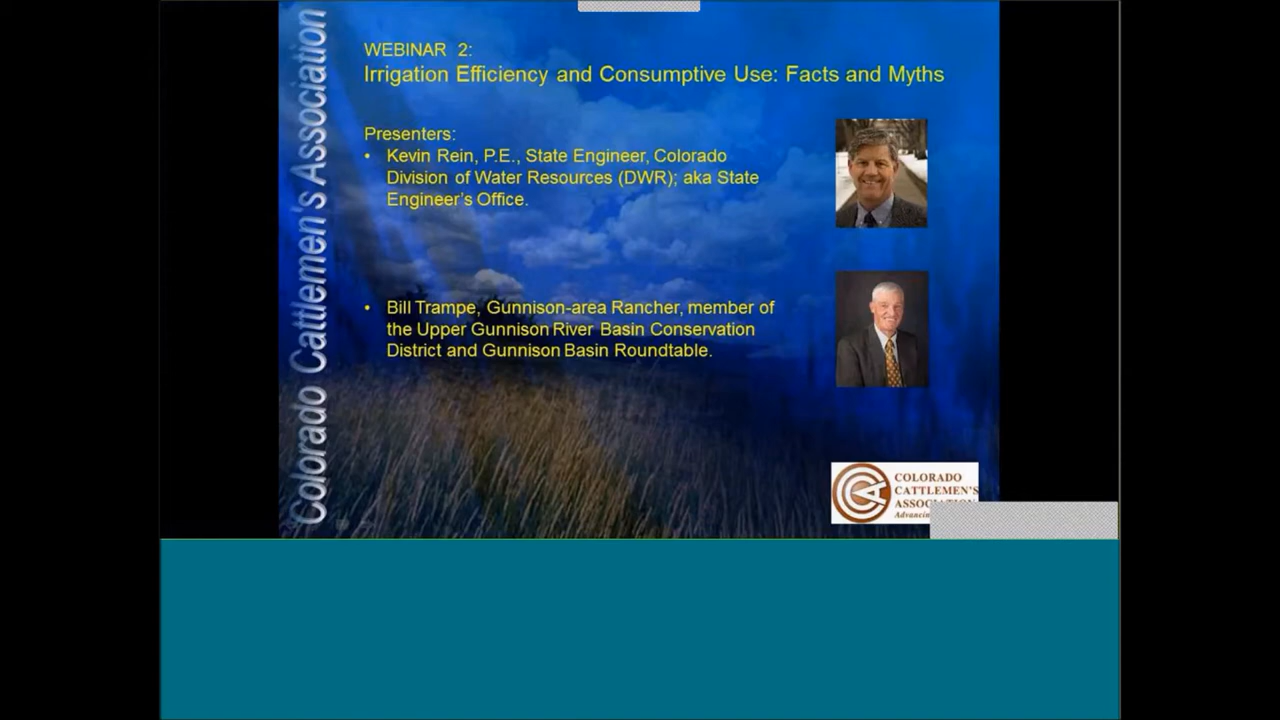 Colorado Cattlemen's Association
WEBINAR 2:
Irrigation Efficiency and Consumptive Use: Facts and Myths
Presenters:
• Kevin Rein, P.E., State Engineer, Colorado
Division of Water Resources (DWR); aka State
Engineer's Office.
• Bill Trampe, Gunnison-area Rancher, member of
the Upper Gunnison River Basin Conservation
District and Gunnison Basin Roundtable.
COLORADO
CATTLEMEN'S
ASSOCIATION